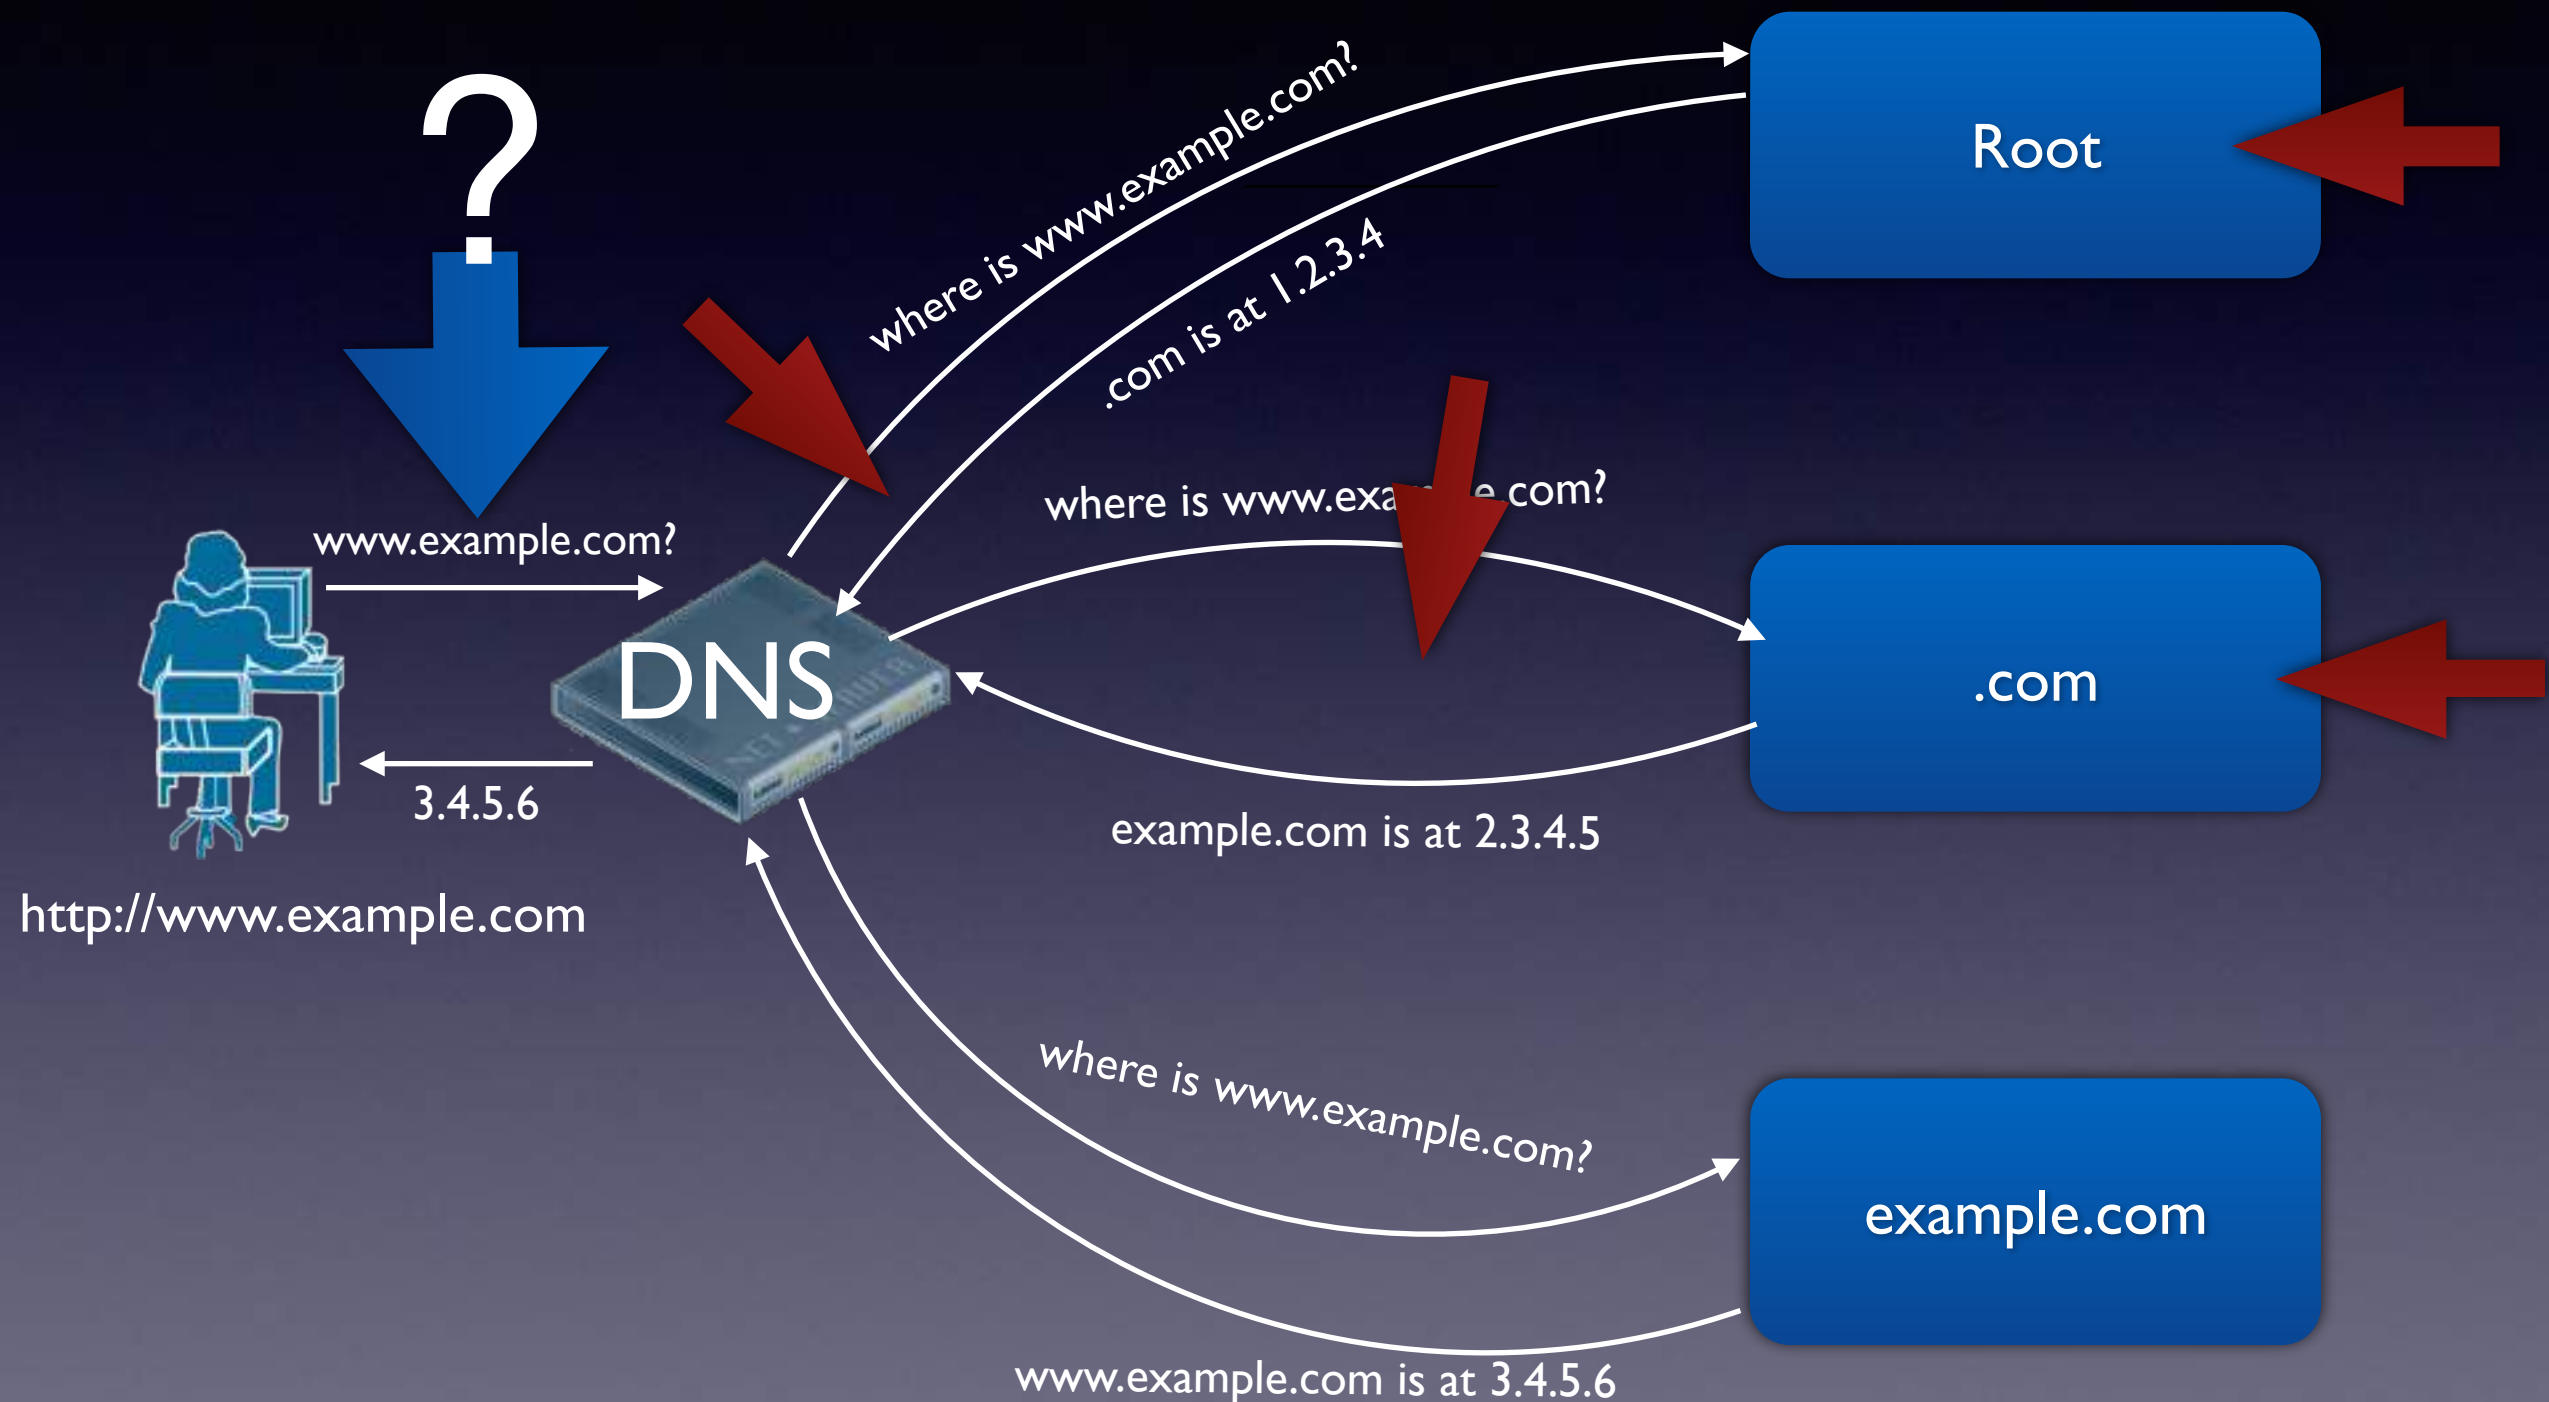 ?
where is www.example.com?
.com is at 1.2.3.4
Root
www.example.com?
where is www.exa e.com?
DNS
.com
3.4.5.6
example.com is at 2.3.4.5
http://www.example.com
where is www.example.com?
example.com
www.example.com is at 3.4.5.6